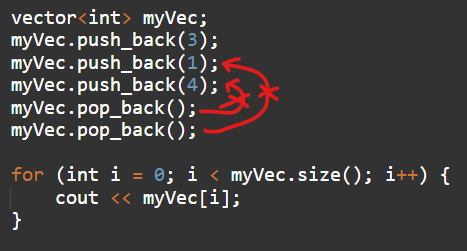 vector<int> myVec;
myVec.push_back(3);
myVec.push_back(1);
myVec.push_back(4);
myVec.pop_back();
myVec.pop_back();
for (int i = 0; i < myVec.size(); i++) {
    cout << myVec[i];
}